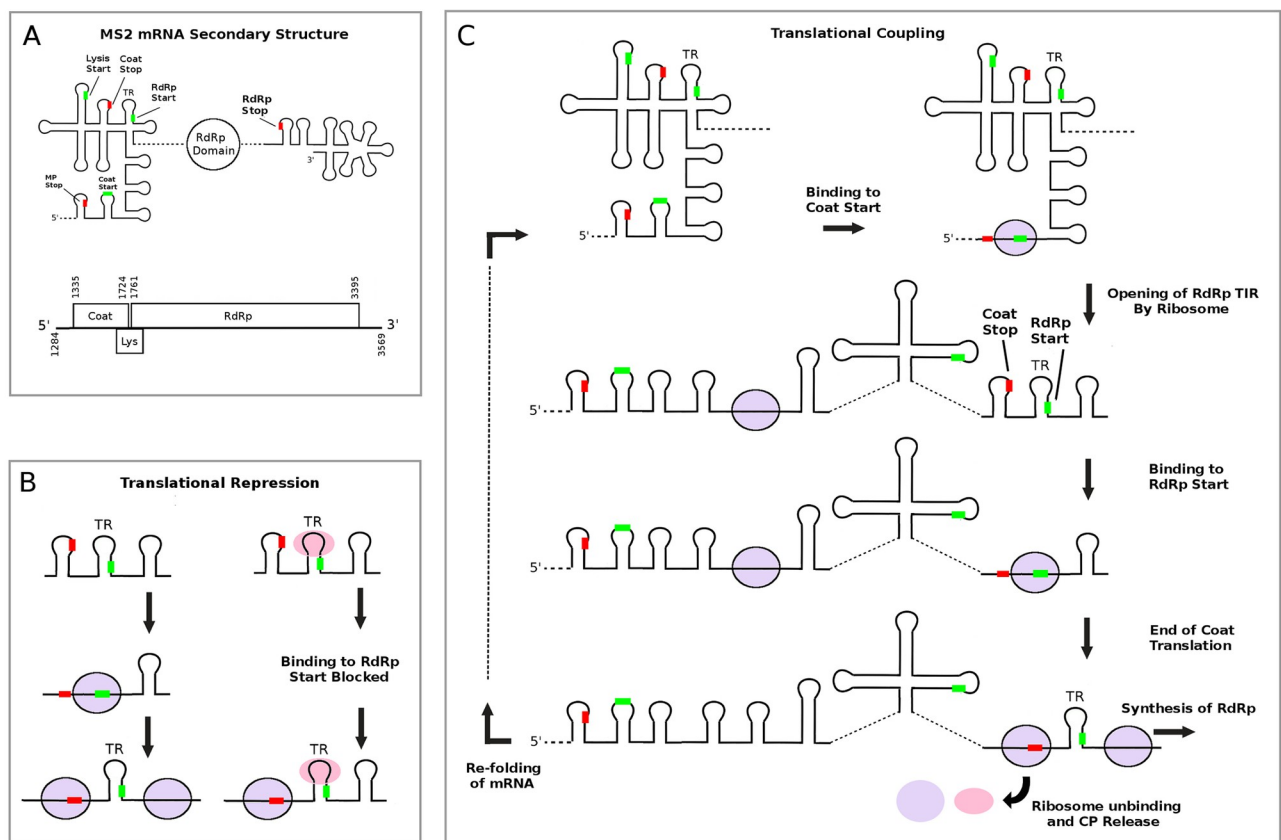 A
MS2 mRNA Secondary Structure
Lysis
Start
Coat
Stop
TR
RdRp
Start
RdRp
Stop
RdRp
Domain
3'
MP
Stop
Coat
Start
5'
1335
1724
1761
3395
5'
Coat
RdRp
3'
Lys
1284
3569
B
Translational Repression
TR
TR
Binding to RdRp
Start Blocked
TR
TR
C
Translational Coupling
TR
TR
Binding to
Coat Start
5'
5'
Opening of RdRp TIR
By Ribosome
Coat
Stop
RdRp
Start
TR
5'
Binding to
RdRp Start
5'
End of Coat
Translation
TR
Synthesis of RdRp
5'
Re-folding
of mRNA
Ribosome unbinding
and CP Release